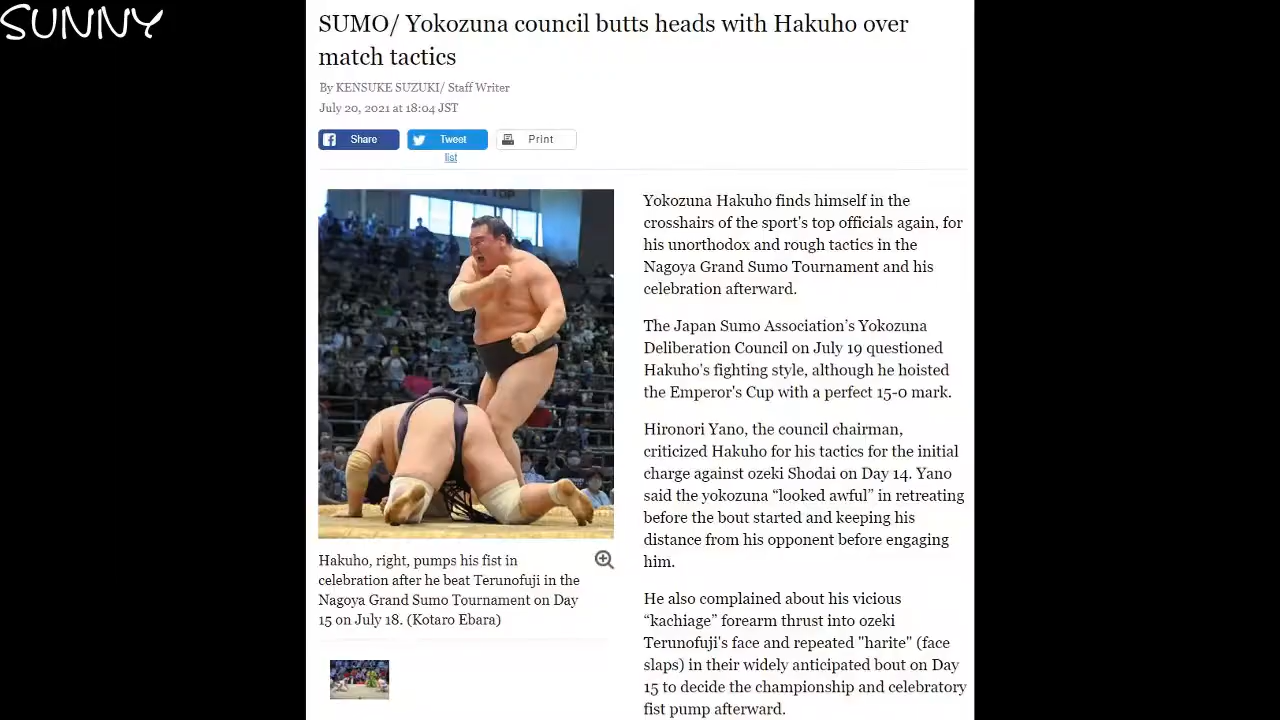 SUNNY
SUMO/ Yokozuna council butts heads with Hakuho over
match tactics
By KENSUKE SUZUKI/ Staff Writer
July 20, 2021 at 18:04 JST
Share
Tweet
Print
list
Yokozuna Hakuho finds himself in the
crosshairs of the sport's top officials again, for
his unorthodox and rough tactics in the
Nagoya Grand Sumo Tournament and his
celebration afterward.
The Japan Sumo Association’s Yokozuna
Deliberation Council on July 19 questioned
Hakuho's fighting style, although he hoisted
the Emperor's Cup with a perfect 15-0 mark.
Hironori Yano, the council chairman,
criticized Hakuho for his tactics for the initial
charge against ozeki Shodai on Day 14. Yano
said the yokozuna “looked awful” in retreating
before the bout started and keeping his
distance from his opponent before engaging
him.
He also complained about his vicious
“kachiage” forearm thrust into ozeki
Terunofuji's face and repeated "harite" (face
slaps) in their widely anticipated bout on Day
15 to decide the championship and celebratory
fist pump afterward.
Hakuho, right, pumps his fist in
celebration after he beat Terunofuji in the
Nagoya Grand Sumo Tournament on Day
15 on July 18. (Kotaro Ebara)